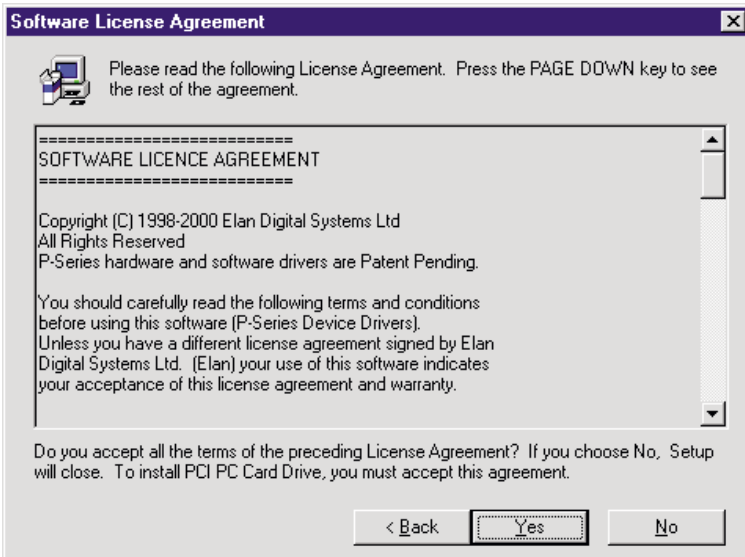 Software License Agreement
Please read the following License Agreement. Press the PAGE DOWN key to see
the rest of the agreement.
===========================
SOFTWARE LICENCE AGREEMENT
===========================
Copyright (C) 1998-2000 Elan Digital Systems Ltd
All Rights Reserved
P-Series hardware and software drivers are Patent Pending.
You should carefully read the following terms and conditions
before using this software (P-Series Device Drivers).
Unless you have a different license agreement signed by Elan
Digital Systems Ltd. (Elan) your use of this software indicates
your acceptance of this license agreement and warranty.
Do you accept all the terms of the preceding License Agreement? If you choose No, Setup
will close. To install PCI PC Card Drive, you must accept this agreement.
< Back
Yes
No